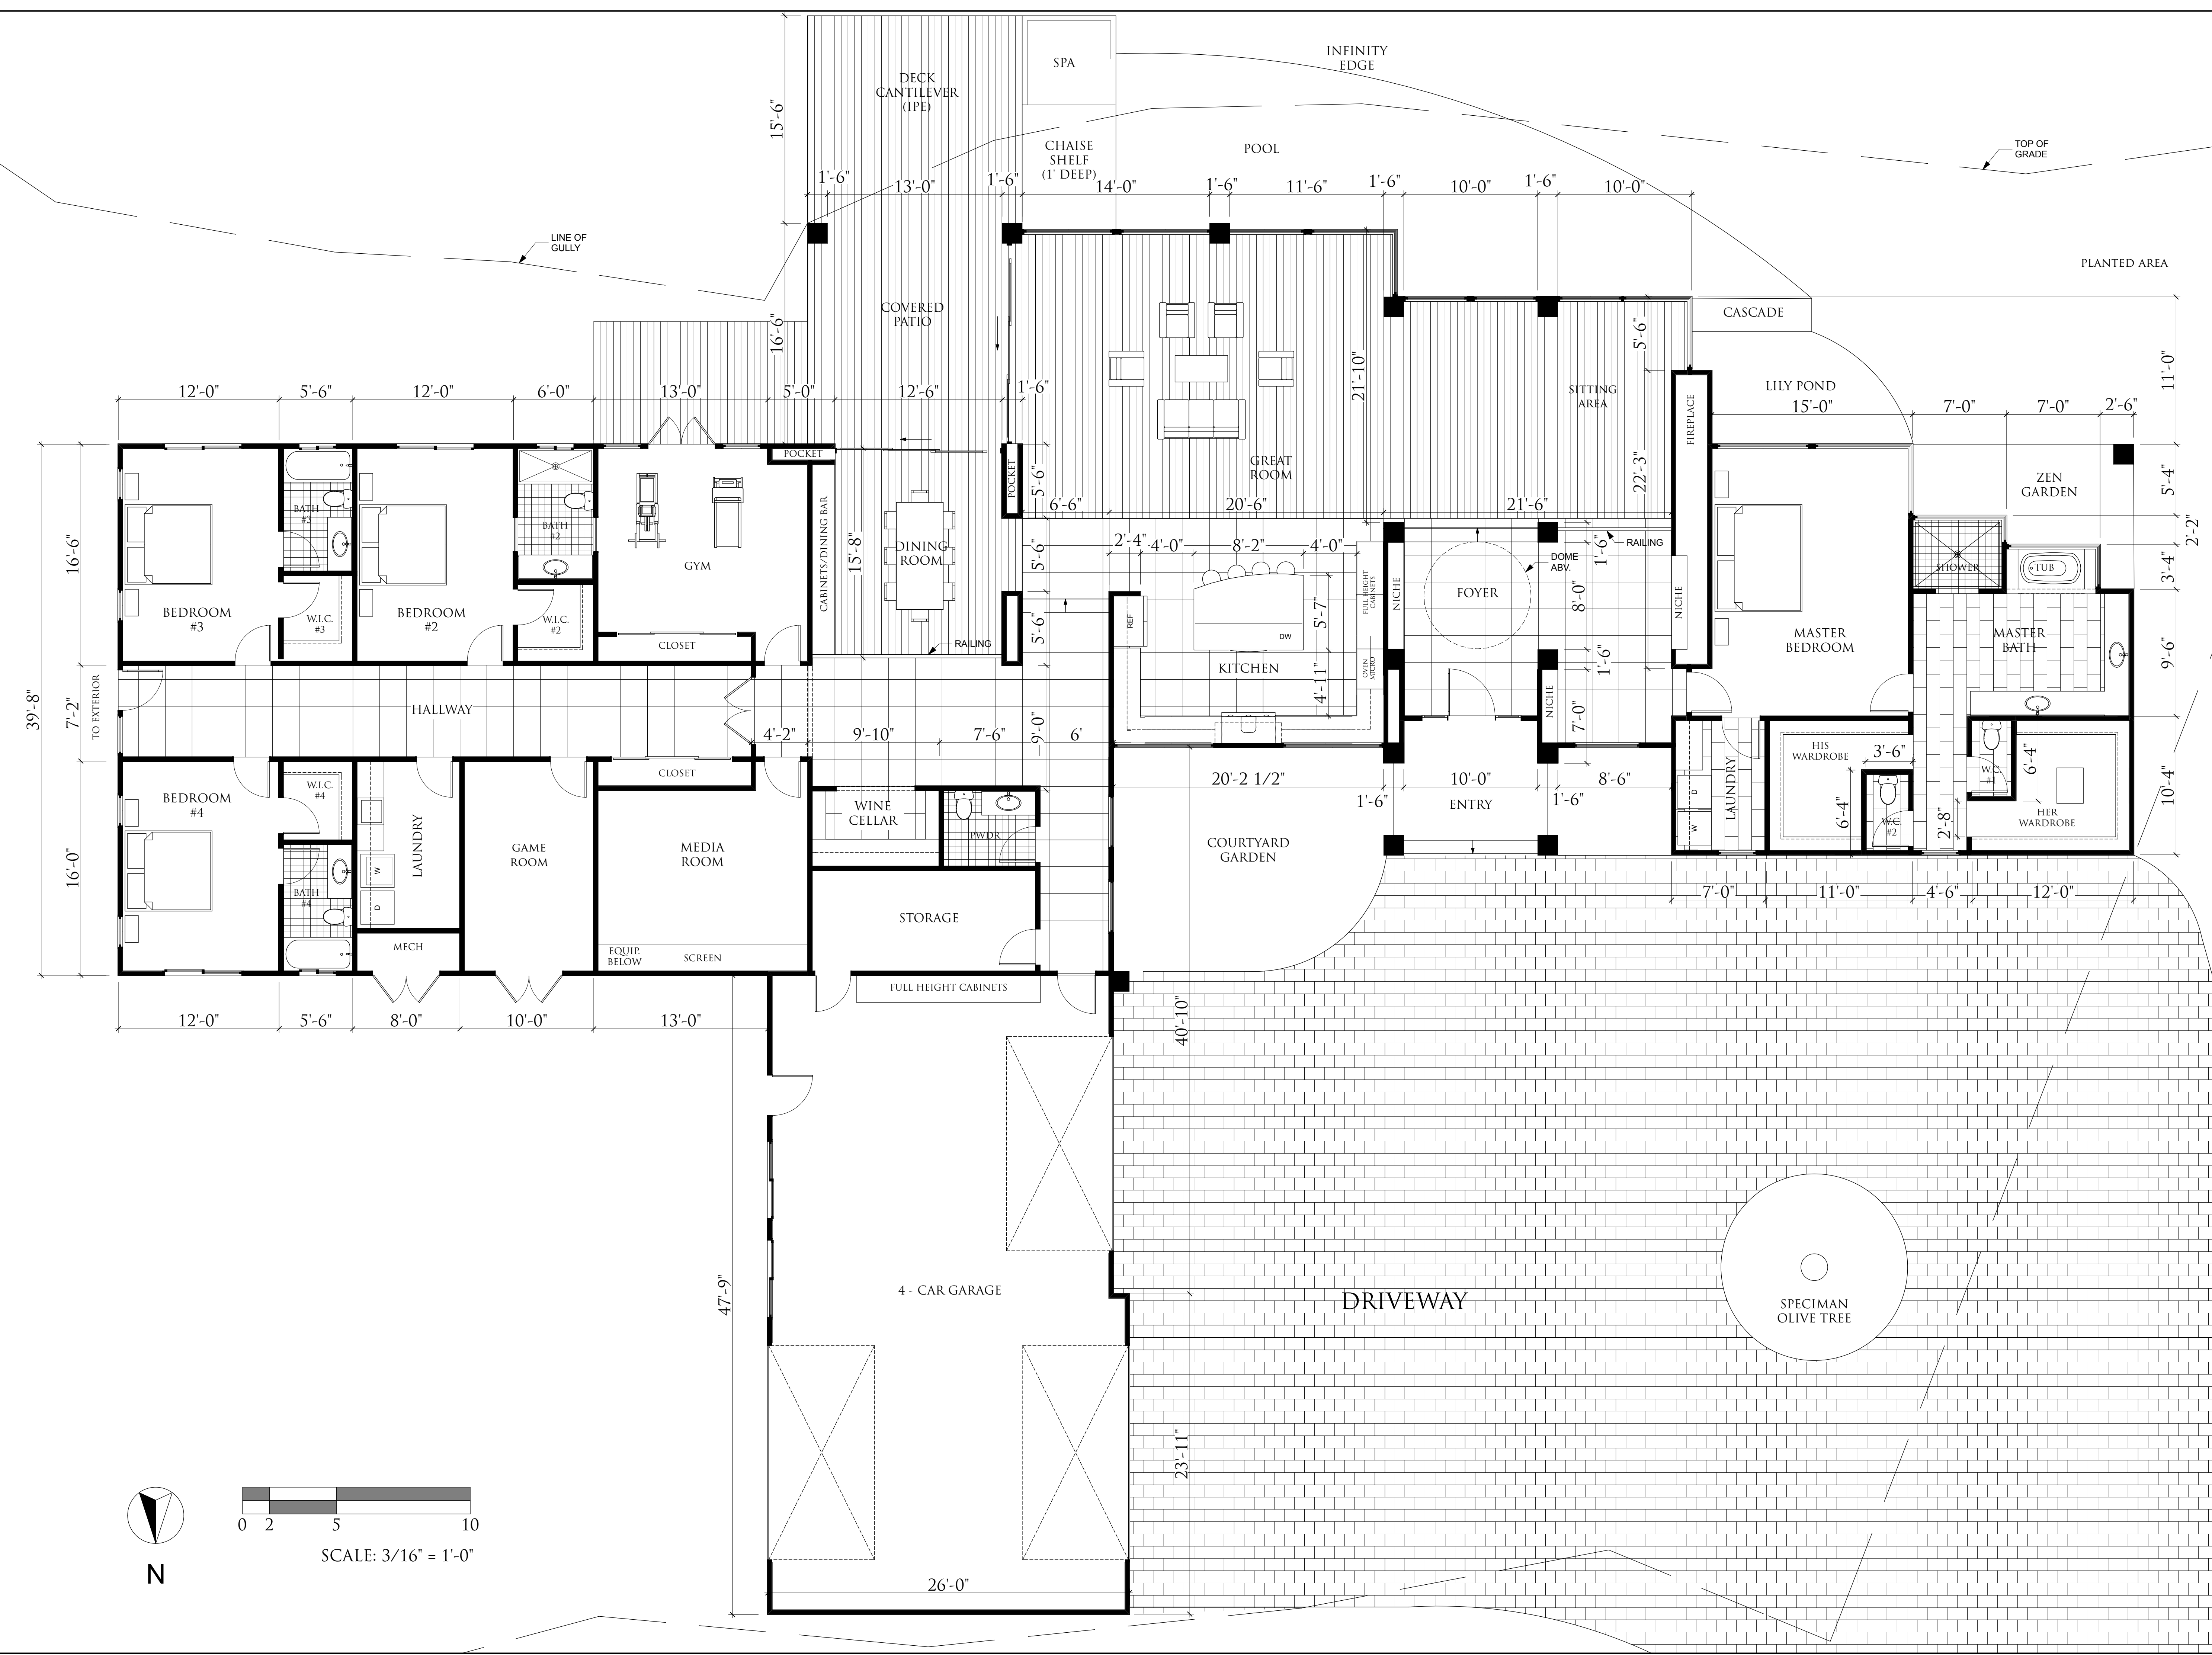 INFINITY
EDGE
SPA
DECK
CANTILEVER
(IPE)
15'-6"
CHAISE
SHELF
(1' DEEP)
POOL
TOP OF
GRADE
1'-6"
13'-0"
1'-6"
14'-0"
1'-6"
11'-6"
1'-6"
10'-0"
1'-6"
10'-0"
LINE OF
GULLY
PLANTED AREA
COVERED
PATIO
16'-6"
CASCADE
5'-6"
21'-10"
11'-0"
12'-0"
5'-6"
12'-0"
6'-0"
13'-0"
5'-0"
12'-6"
1'-6"
SITTING
AREA
FIREPLACE
LILY POND
15'-0"
7'-0"
7'-0"
2'-6"
POCKET
POCKET
5'-6"
GREAT
ROOM
22'-3"
ZEN
GARDEN
5'-4"
6'-6"
20'-6"
21'-6"
BATH
#3
BATH
#2
CABINETS/DINING BAR
15'-8"
DINING
ROOM
5'-6"
2'-4"
4'-0"
8'-2"
4'-0"
RAILING
1'-6"
DOME
ABV.
2'-2"
16'-6"
GYM
FULL HEIGHT
CABINETS
NICHE
FOYER
8'-0"
NICHE
SHOWER
TUB
3'-4"
BEDROOM
#3
W.I.C.
#3
BEDROOM
#2
W.I.C.
#2
REF
5'-7"
DW
5'-6"
RAILING
CLOSET
KITCHEN
OVEN
MICRO
1'-6"
MASTER
BEDROOM
MASTER
BATH
9'-6"
39'-8"
7'-2"
TO EXTERIOR
HALLWAY
4'-11"
NICHE
7'-0"
4'-2"
9'-10"
7'-6"
9'-0"
6'
CLOSET
20'-2 1/2"
10'-0"
8'-6"
1'-6"
ENTRY
1'-6"
LAUNDRY
D
W
HIS
WARDROBE
3'-6"
6'-4"
W.C.
#2
W.C.
#1
6'-4"
2'-8"
HER
WARDROBE
10'-4"
BEDROOM
#4
W.I.C.
#4
LAUNDRY
W
D
GAME
ROOM
MEDIA
ROOM
WINE
CELLAR
PWDR
COURTYARD
GARDEN
16'-0"
BATH
#4
7'-0"
11'-0"
4'-6"
12'-0"
STORAGE
MECH
EQUIP.
BELOW
SCREEN
FULL HEIGHT CABINETS
12'-0"
5'-6"
8'-0"
10'-0"
13'-0"
40'-10"
47'-9"
4 - CAR GARAGE
DRIVEWAY
SPECIMAN
OLIVE TREE
23'-11"
0 2 5 10
SCALE: 3/16" = 1'-0"
N
26'-0"